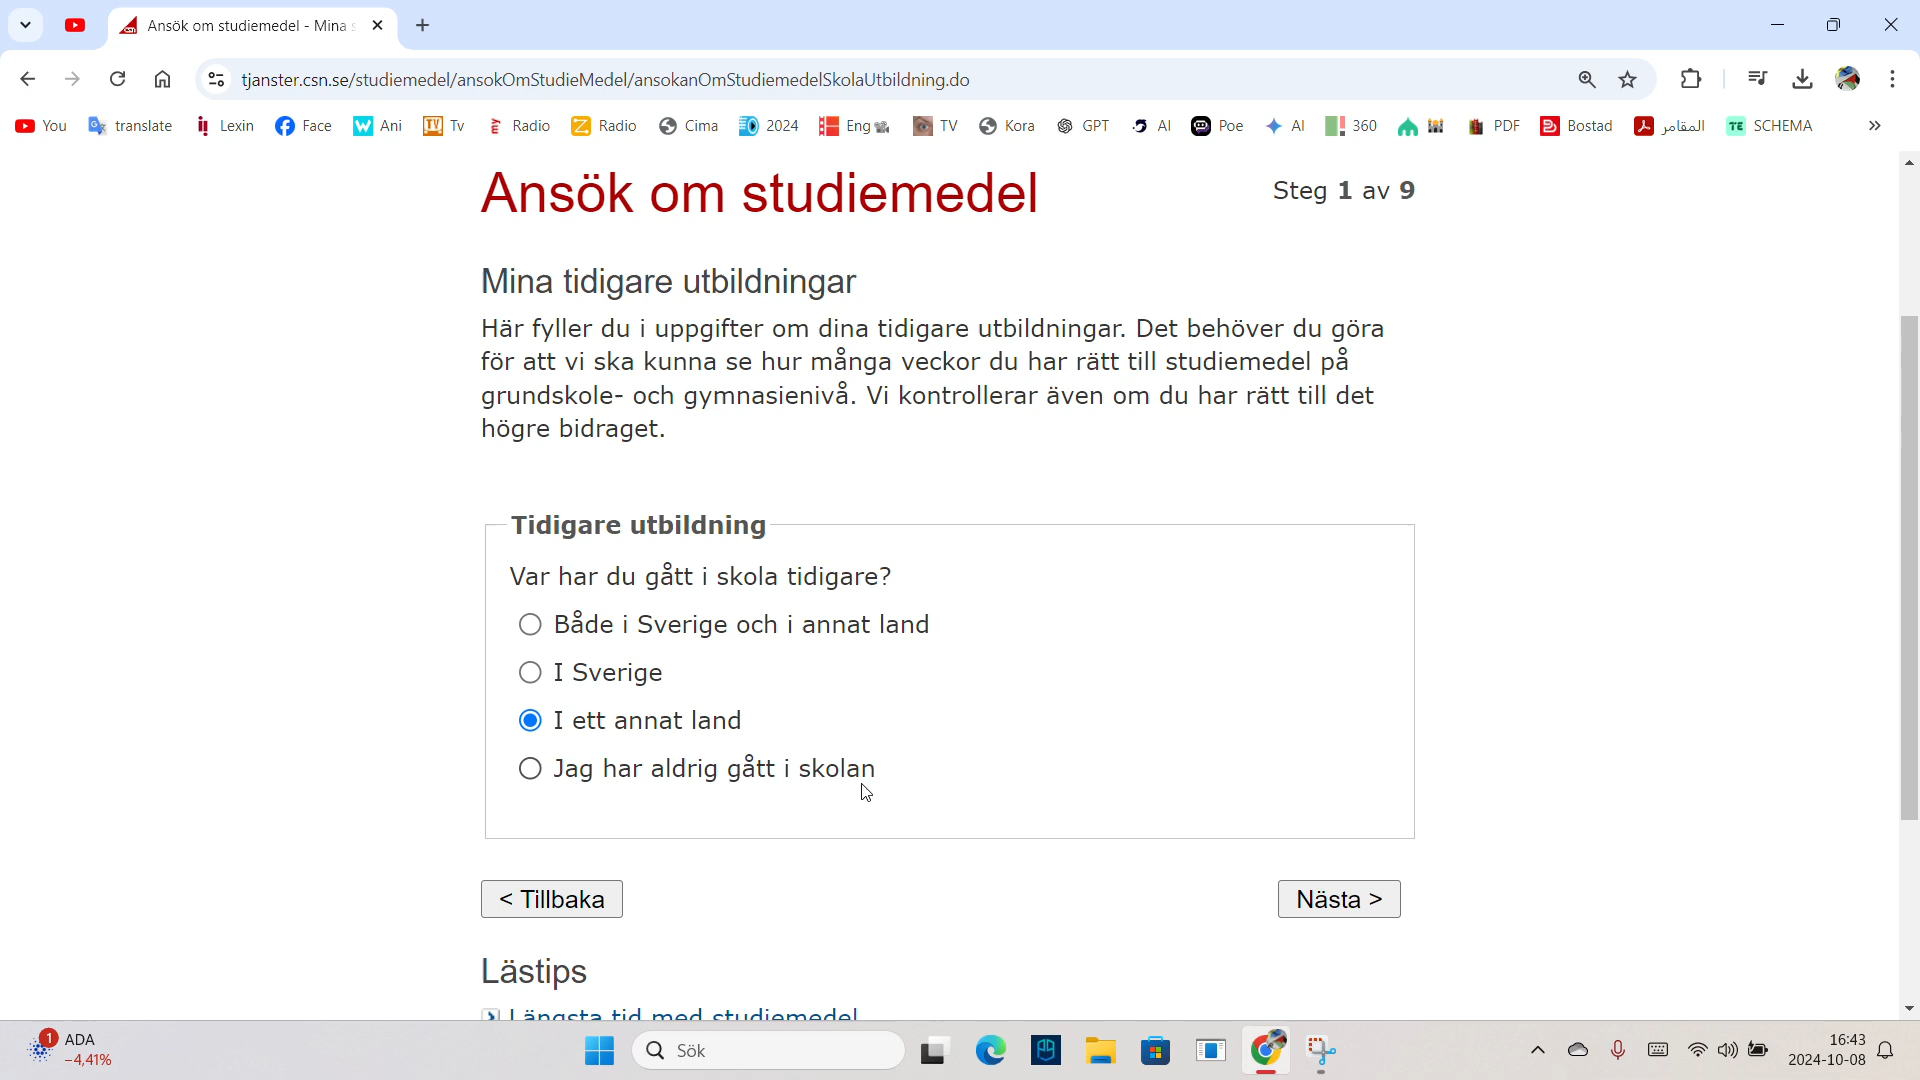 Ansök om studiemedel - Mina s
tjanster.csn.se/studiemedel/ansokOmStudieMedel/ansokanOmStudiemedelSkolaUtbildning.do
You translate Lexin Face Ani Tv Radio Radio Cima 2024 Eng TV Kora GPT AI Poe AI 360 PDF Bostad المقامر SCHEMA
Ansök om studiemedel
Steg 1 av 9
Mina tidigare utbildningar
Här fyller du i uppgifter om dina tidigare utbildningar. Det behöver du göra
för att vi ska kunna se hur många veckor du har rätt till studiemedel på
grundskole- och gymnasienivå. Vi kontrollerar även om du har rätt till det
högre bidraget.
Tidigare utbildning
Var har du gått i skola tidigare?
Både i Sverige och i annat land
I Sverige
I ett annat land
Jag har aldrig gått i skolan
< Tillbaka
Nästa >
Lästips
Längsta tid med studiemedel
1
ADA
-4,41%
Sök
16:43
2024-10-08